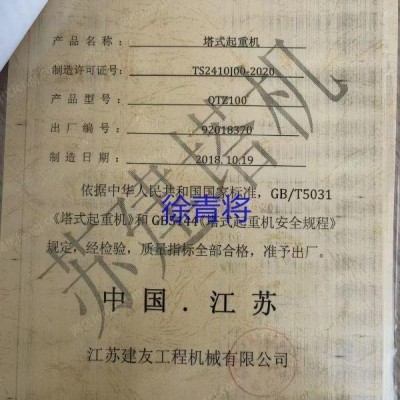 产品名称：塔式起重机
制造许可证号：TS2410J00-2020
产品型号：QTZ100
出厂编号：92018370
制造日期：2018.10.19
依据中华人民共和国国家标准，GB/T5031
《塔式起重机》和GB5144《塔式起重机安全规程》
规定，经检验，质量指标全部合格，准予出厂。
中国．江苏
江苏建友工程机械有限公司
苏建塔机
徐青将